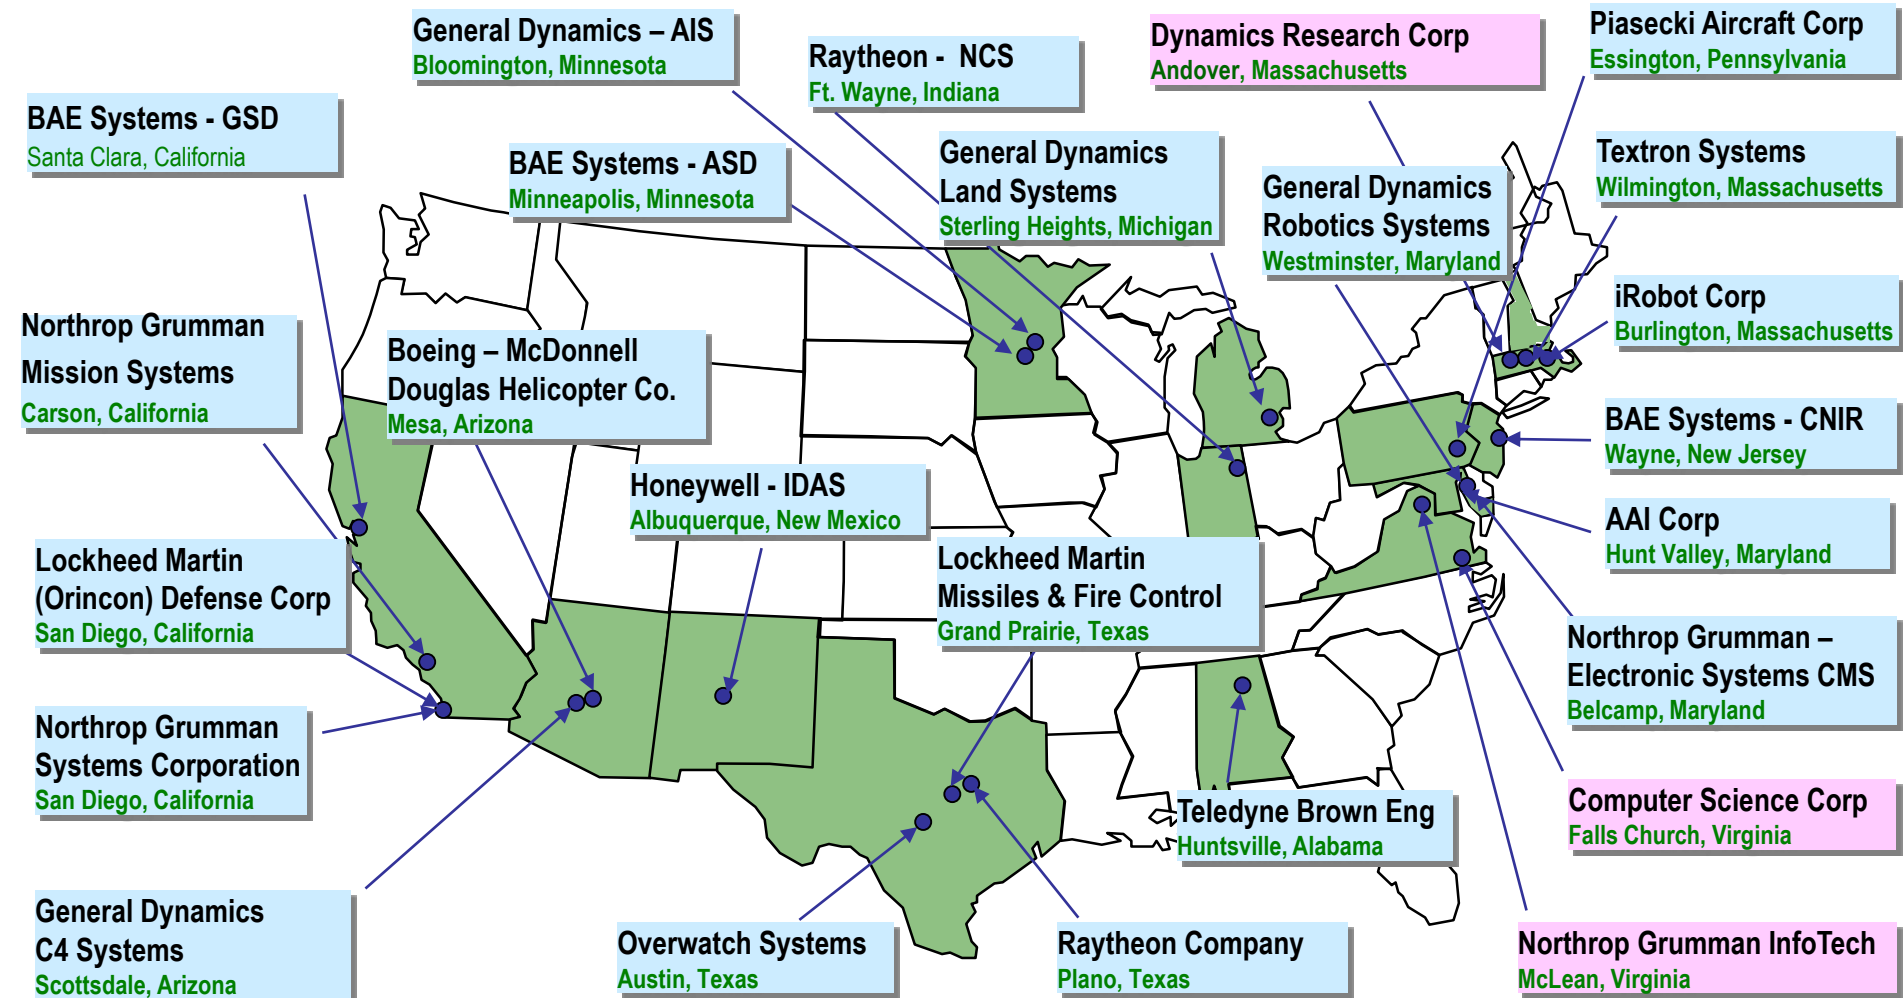 General Dynamics – AIS
Bloomington, Minnesota
Raytheon - NCS
Ft. Wayne, Indiana
Dynamics Research Corp
Andover, Massachusetts
Piasecki Aircraft Corp
Essington, Pennsylvania
BAE Systems - GSD
Santa Clara, California
BAE Systems - ASD
Minneapolis, Minnesota
General Dynamics
Land Systems
Sterling Heights, Michigan
General Dynamics
Robotics Systems
Westminster, Maryland
Textron Systems
Wilmington, Massachusetts
Northrop Grumman
Mission Systems
Carson, California
Boeing – McDonnell
Douglas Helicopter Co.
Mesa, Arizona
iRobot Corp
Burlington, Massachusetts
Honeywell - IDAS
Albuquerque, New Mexico
BAE Systems - CNIR
Wayne, New Jersey
Lockheed Martin
(Orincon) Defense Corp
San Diego, California
Lockheed Martin
Missiles & Fire Control
Grand Prairie, Texas
AAI Corp
Hunt Valley, Maryland
Northrop Grumman –
Electronic Systems CMS
Belcamp, Maryland
Northrop Grumman
Systems Corporation
San Diego, California
Teledyne Brown Eng
Huntsville, Alabama
Computer Science Corp
Falls Church, Virginia
General Dynamics
C4 Systems
Scottsdale, Arizona
Overwatch Systems
Austin, Texas
Raytheon Company
Plano, Texas
Northrop Grumman InfoTech
McLean, Virginia